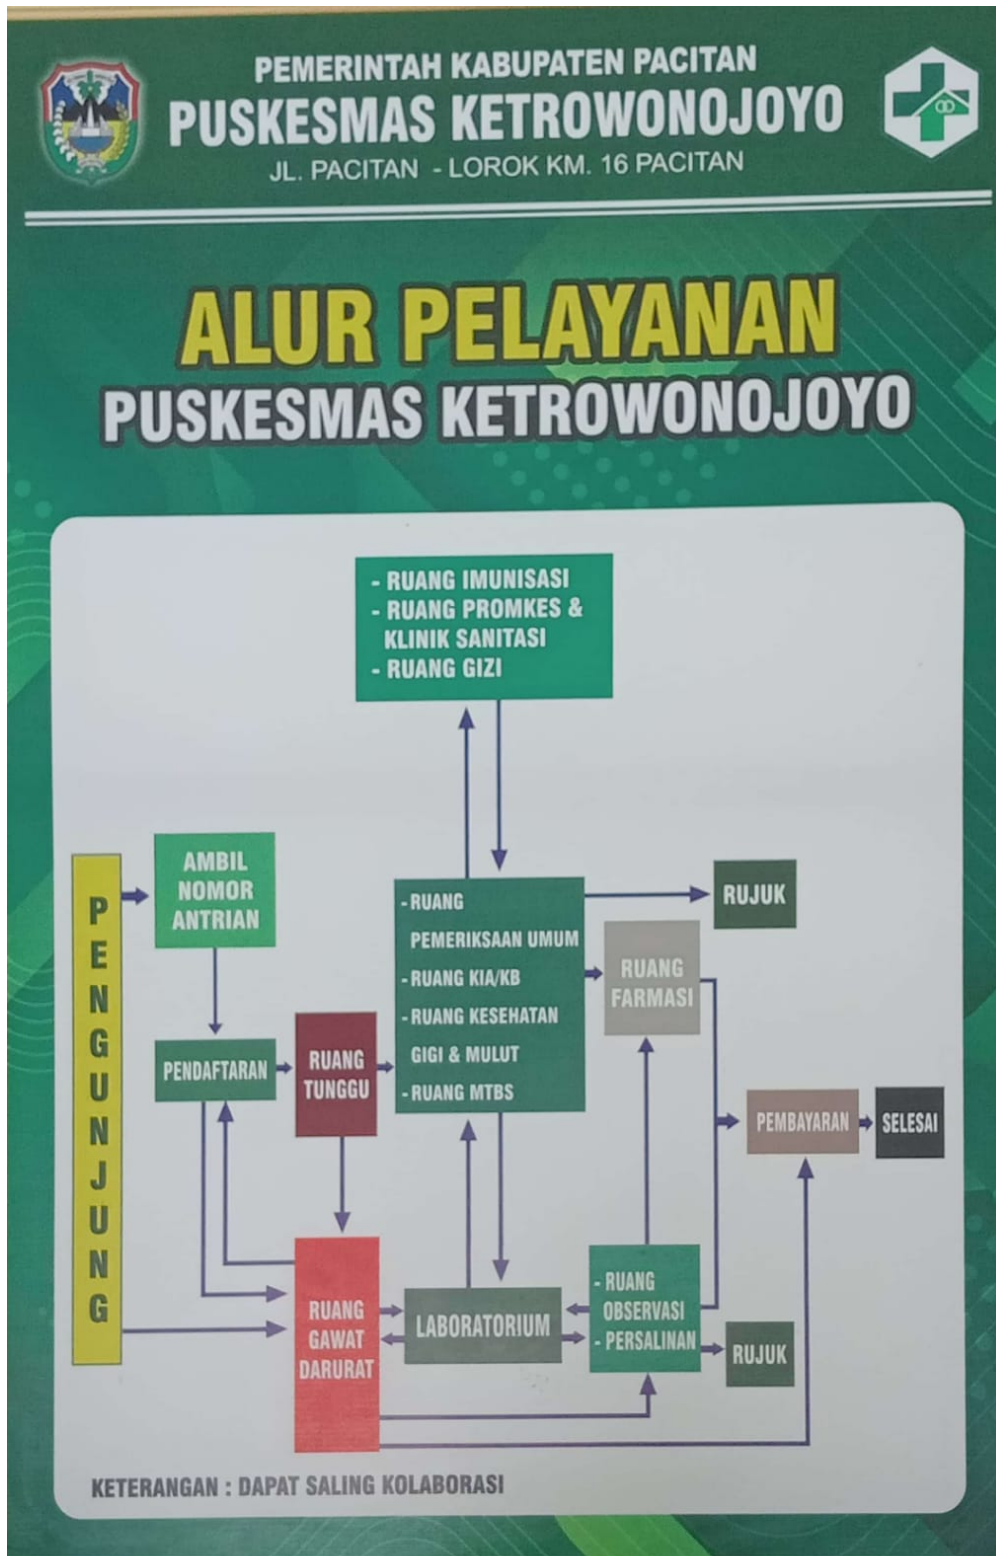 PEMERINTAH KABUPATEN PACITAN
PUSKESMAS KETROWONOJOYO
JL. PACITAN - LOROK KM. 16 PACITAN
ALUR PELAYANAN
PUSKESMAS KETROWONOJOYO
- RUANG IMUNISASI
- RUANG PROMKES &
KLINIK SANITASI
- RUANG GIZI
PENGUNJUNG
AMBIL
NOMOR
ANTRIAN
PENDAFTARAN
RUANG
TUNGGU
- RUANG
PEMERIKSAAN UMUM
- RUANG KIA/KB
- RUANG KESEHATAN
GIGI & MULUT
- RUANG MTBS
RUJUK
RUANG
FARMASI
PEMBAYARAN
SELESAI
RUANG
GAWAT
DARURAT
LABORATORIUM
- RUANG
OBSERVASI
- PERSALINAN
RUJUK
KETERANGAN : DAPAT SALING KOLABORASI